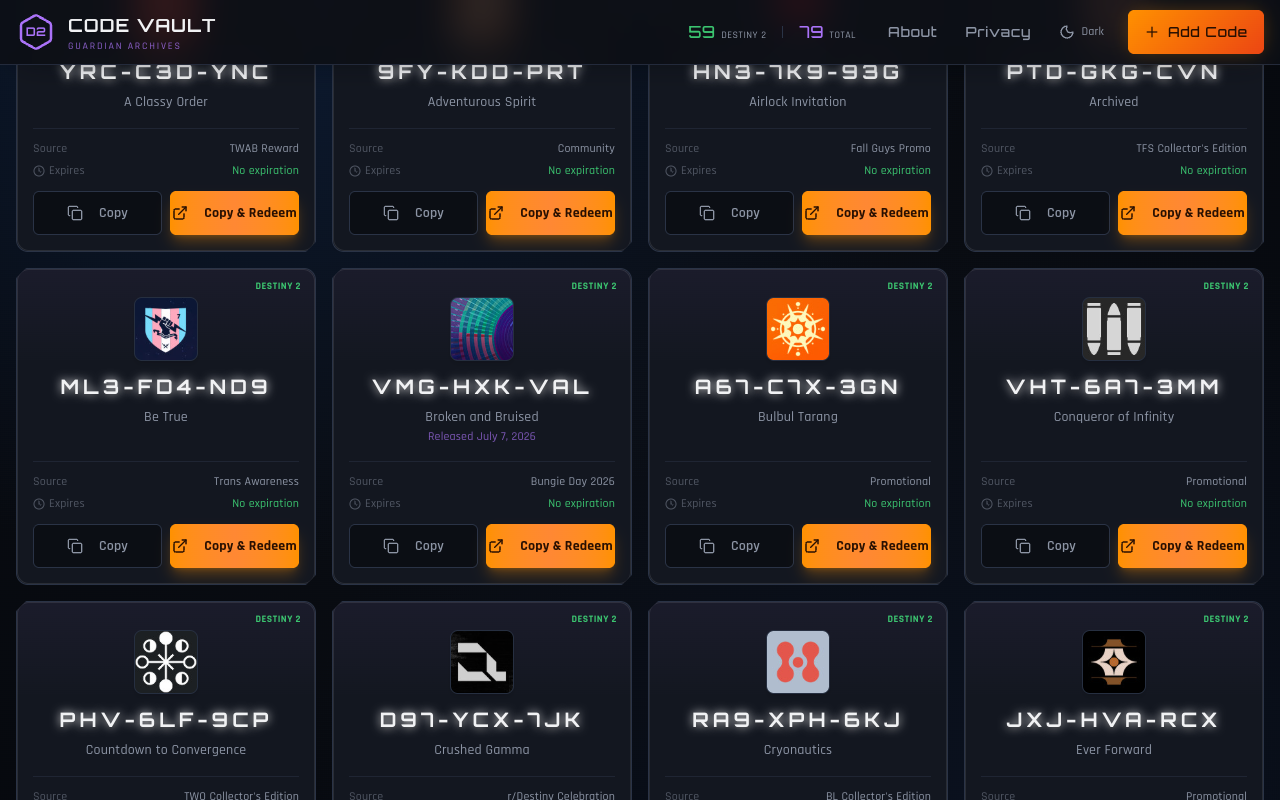 D2
CODE VAULT
GUARDIAN ARCHIVES
59 DESTINY 2
79 TOTAL
About
Privacy
Dark
+ Add Code
YRC-C3D-YNC
A Classy Order
Source TWAB Reward
Expires No expiration
Copy Copy & Redeem
9FY-KDD-PRT
Adventurous Spirit
Source Community
Expires No expiration
Copy Copy & Redeem
HN3-7K9-93G
Airlock Invitation
Source Fall Guys Promo
Expires No expiration
Copy Copy & Redeem
PTD-GKG-CVN
Archived
Source TFS Collector's Edition
Expires No expiration
Copy Copy & Redeem
DESTINY 2
ML3-FD4-ND9
Be True
Source Trans Awareness
Expires No expiration
Copy Copy & Redeem
DESTINY 2
VMG-HXK-VAL
Broken and Bruised
Released July 7, 2026
Source Bungie Day 2026
Expires No expiration
Copy Copy & Redeem
DESTINY 2
A67-C7X-3GN
Bulbul Tarang
Source Promotional
Expires No expiration
Copy Copy & Redeem
DESTINY 2
VHT-6A7-3MM
Conqueror of Infinity
Source Promotional
Expires No expiration
Copy Copy & Redeem
DESTINY 2
PHV-6LF-9CP
Countdown to Convergence
Source TWQ Collector's Edition
DESTINY 2
D97-YCX-7JK
Crushed Gamma
Source r/Destiny Celebration
DESTINY 2
RA9-XPH-6KJ
Cryonautics
Source BL Collector's Edition
DESTINY 2
JXJ-HVA-RCX
Ever Forward
Source Promotional